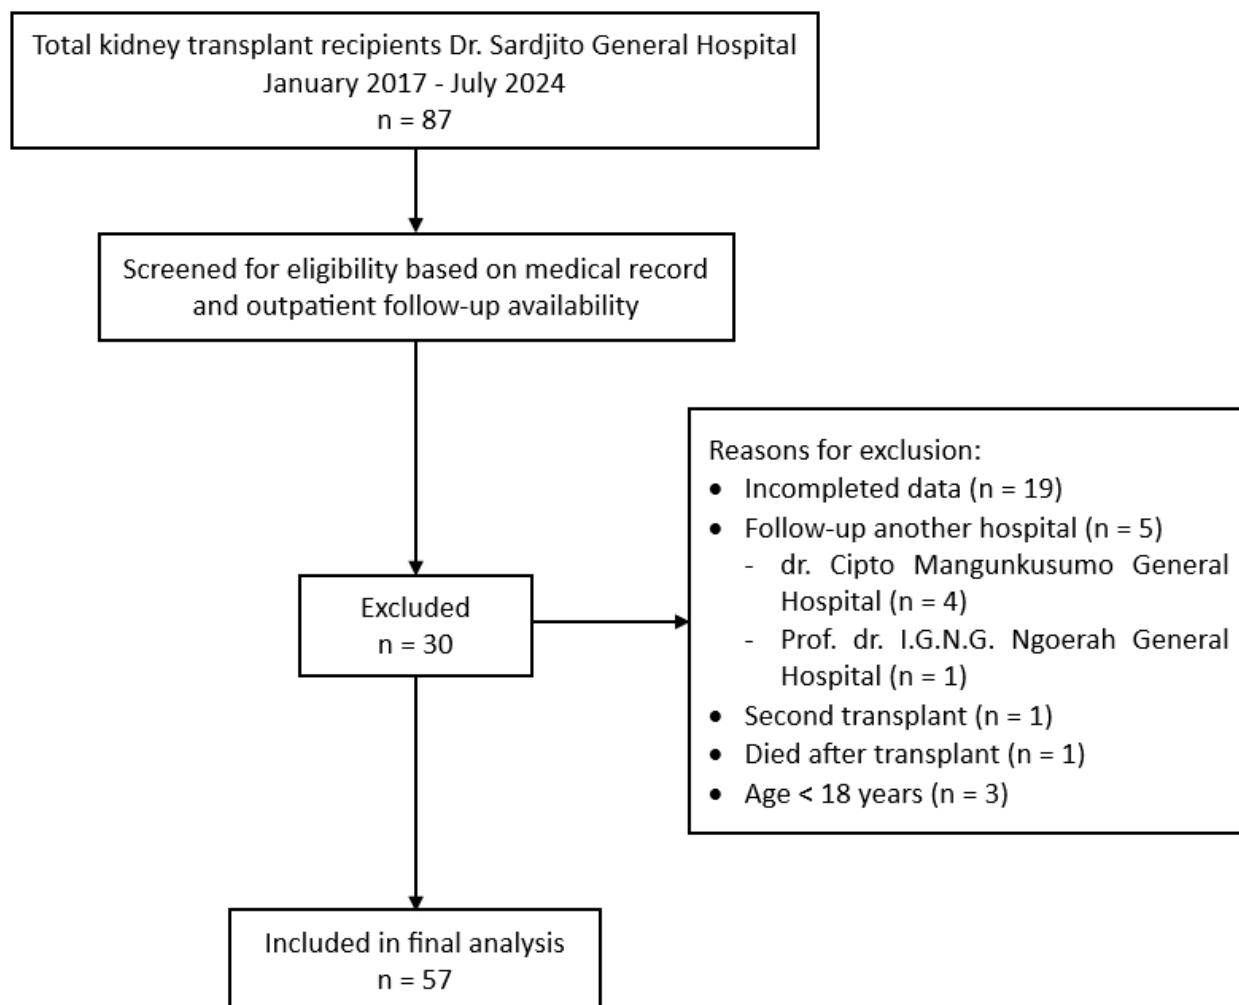 Total kidney transplant recipients Dr. Sardjito General Hospital
January 2017 - July 2024
n = 87
Screened for eligibility based on medical record
and outpatient follow-up availability
Excluded
n = 30
Reasons for exclusion:
• Incompleted data (n = 19)
• Follow-up another hospital (n = 5)
- dr. Cipto Mangunkusumo General
Hospital (n = 4)
- Prof. dr. I.G.N.G. Ngoerah General
Hospital (n = 1)
• Second transplant (n = 1)
• Died after transplant (n = 1)
• Age < 18 years (n = 3)
Included in final analysis
n = 57